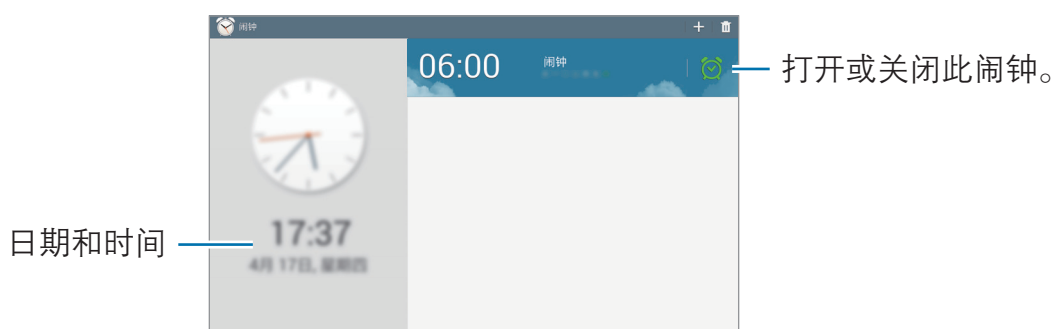 闹钟
06:00
闹钟
打开或关闭此闹钟。
日期和时间
17:37
4月 17日, 星期四